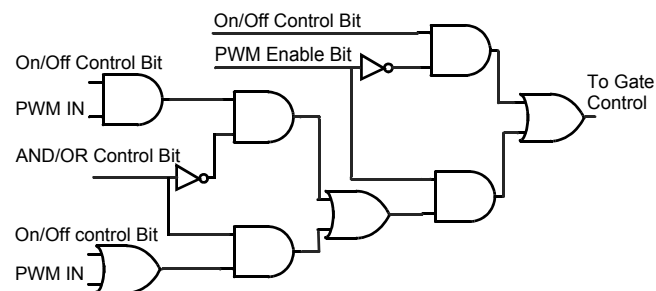 On/Off Control Bit
PWM Enable Bit
On/Off Control Bit
PWM IN
To Gate
Control
AND/OR Control Bit
On/Off control Bit
PWM IN